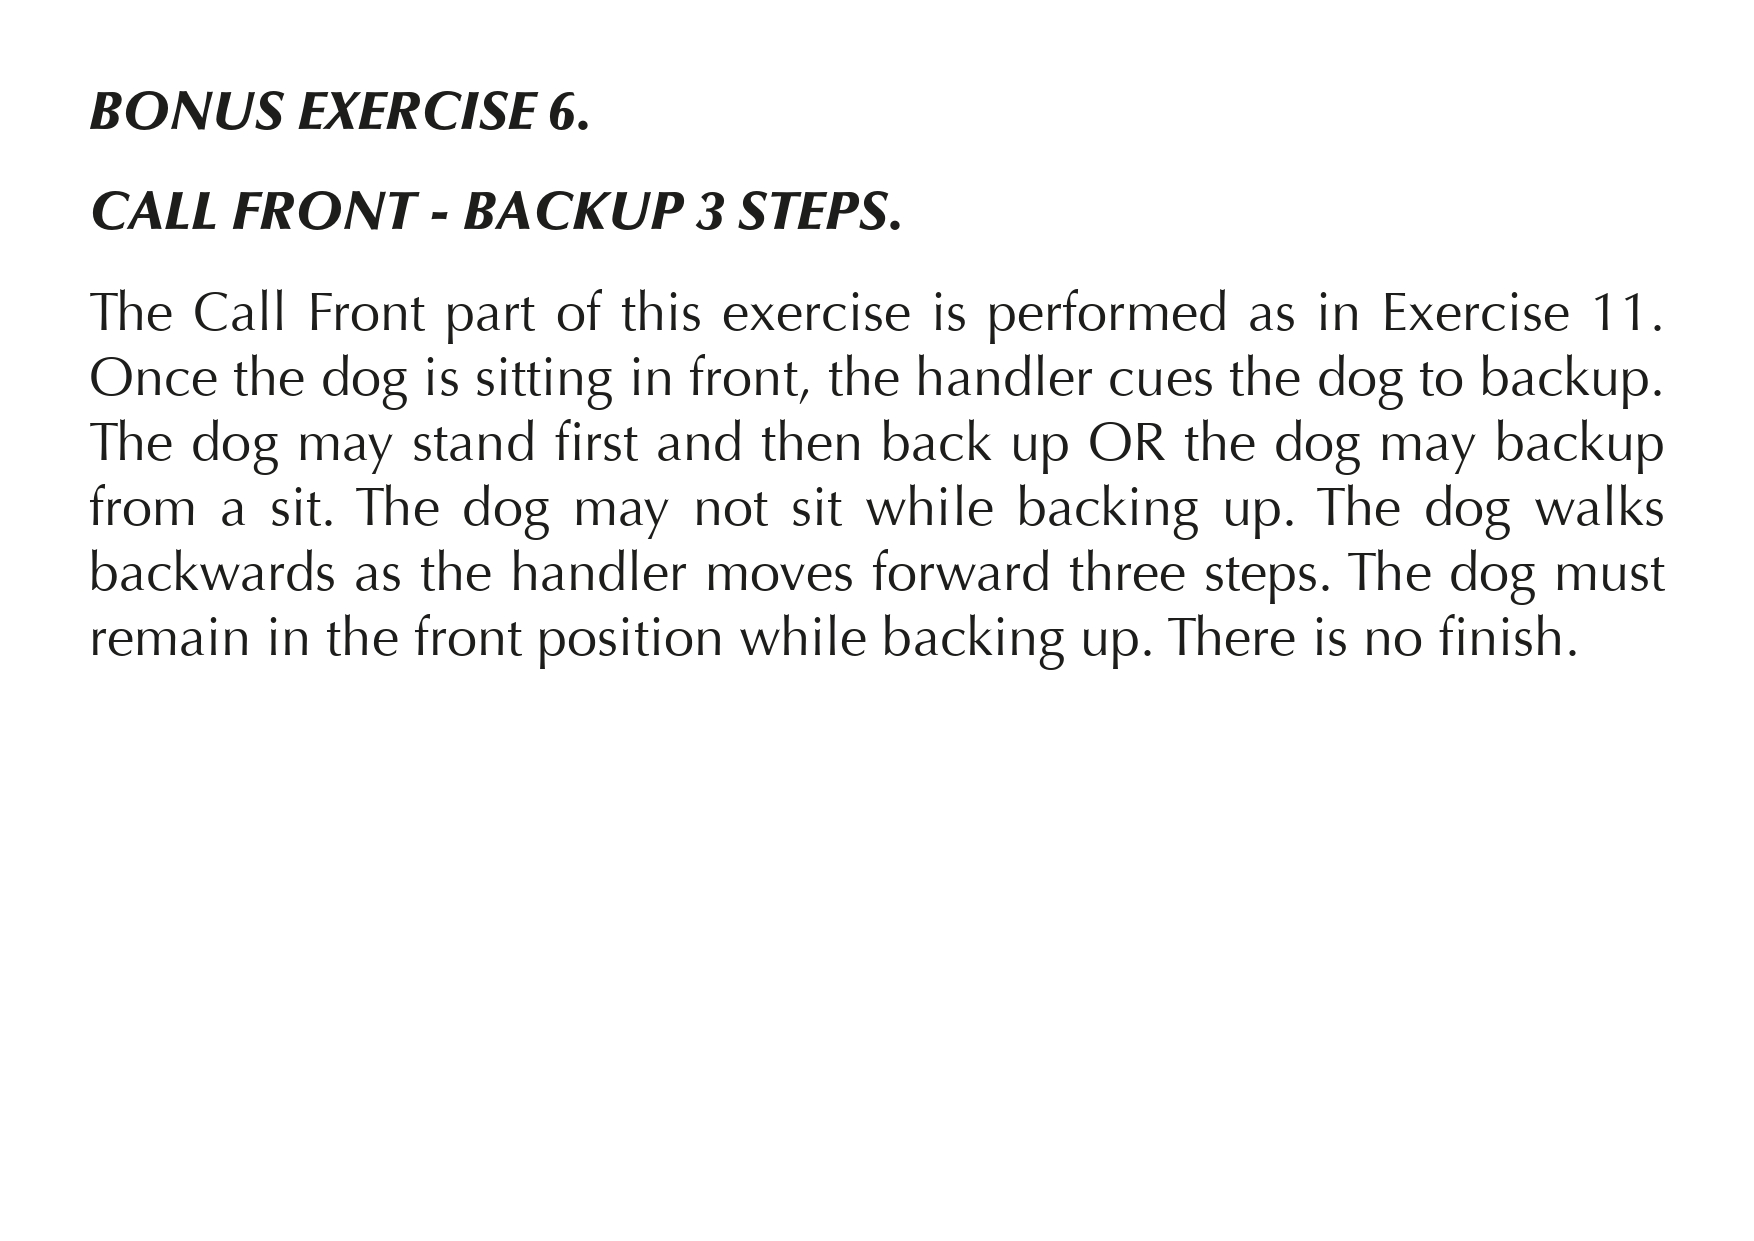 BONUS EXERCISE 6.
CALL FRONT - BACKUP 3 STEPS.
The Call Front part of this exercise is performed as in Exercise 11.
Once the dog is sitting in front, the handler cues the dog to backup.
The dog may stand first and then back up OR the dog may backup
from a sit. The dog may not sit while backing up. The dog walks
backwards as the handler moves forward three steps. The dog must
remain in the front position while backing up. There is no finish.